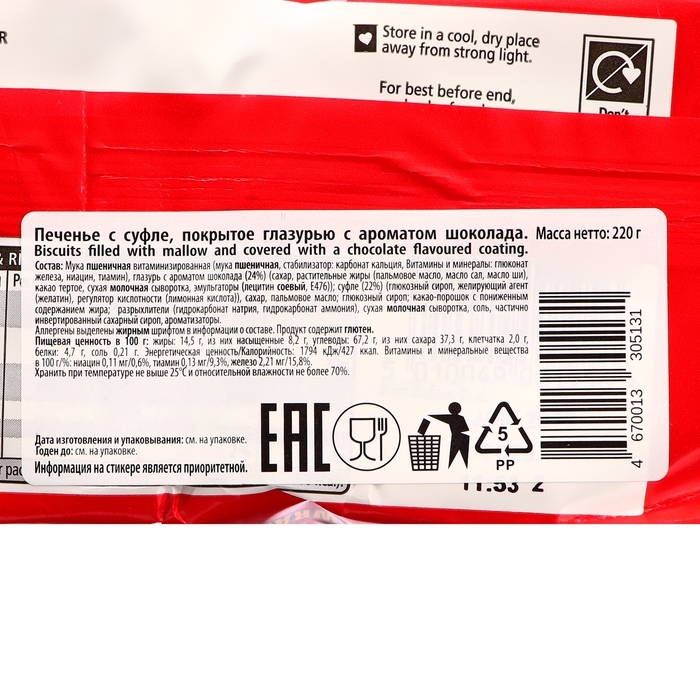 R
Store in a cool, dry place
away from strong light.
For best before end,
Don't
Печенье с суфле, покрытое глазурью с ароматом шоколада. Масса нетто: 220 г
Biscuits filled with mallow and covered with a chocolate flavoured coating.
Состав: Мука пшеничная витаминизированная (мука пшеничная, стабилизатор: карбонат кальция, Витамины и минералы: глюконат
железа, ниацин, тиамин), глазурь с ароматом шоколада (24%) (сахар, растительные жиры (пальмовое масло, масло сал, масло ши),
какао тертое, сухая молочная сыворотка, эмульгаторы (лецитин соевый, E476)); суфле (22%) (глюкозный сироп, желирующий агент
(желатин), регулятор кислотности (лимонная кислота)), сахар, пальмовое масло; глюкозный сироп; какао-порошок с пониженным
содержанием жира; разрыхлители (гидрокарбонат натрия, гидрокарбонат аммония), сухая молочная сыворотка, соль, частично
инвертированный сахарный сироп, ароматизаторы.
Аллергены выделены жирным шрифтом в информации о составе. Продукт содержит глютен.
Пищевая ценность в 100 г: жиры: 14,5 г, из них насыщенные 8,2 г, углеводы: 67,2 г, из них сахара 37,3 г, клетчатка 2,0 г,
белки: 4,7 г, соль 0,21 г. Энергетическая ценность/Калорийность: 1794 кДж/427 ккал. Витамины и минеральные вещества
в 100 г/%: ниацин 0,11 мг/0,6%, тиамин 0,13 мг/9,3%, железо 2,21 мг/15,8%.
Хранить при температуре не выше 25°C и относительной влажности не более 70%.
Дата изготовления и упаковывания: см. на упаковке.
Годен до: см. на упаковке.
Информация на стикере является приоритетной.
EAC
5
PP
4 670013 305131
11:53 2